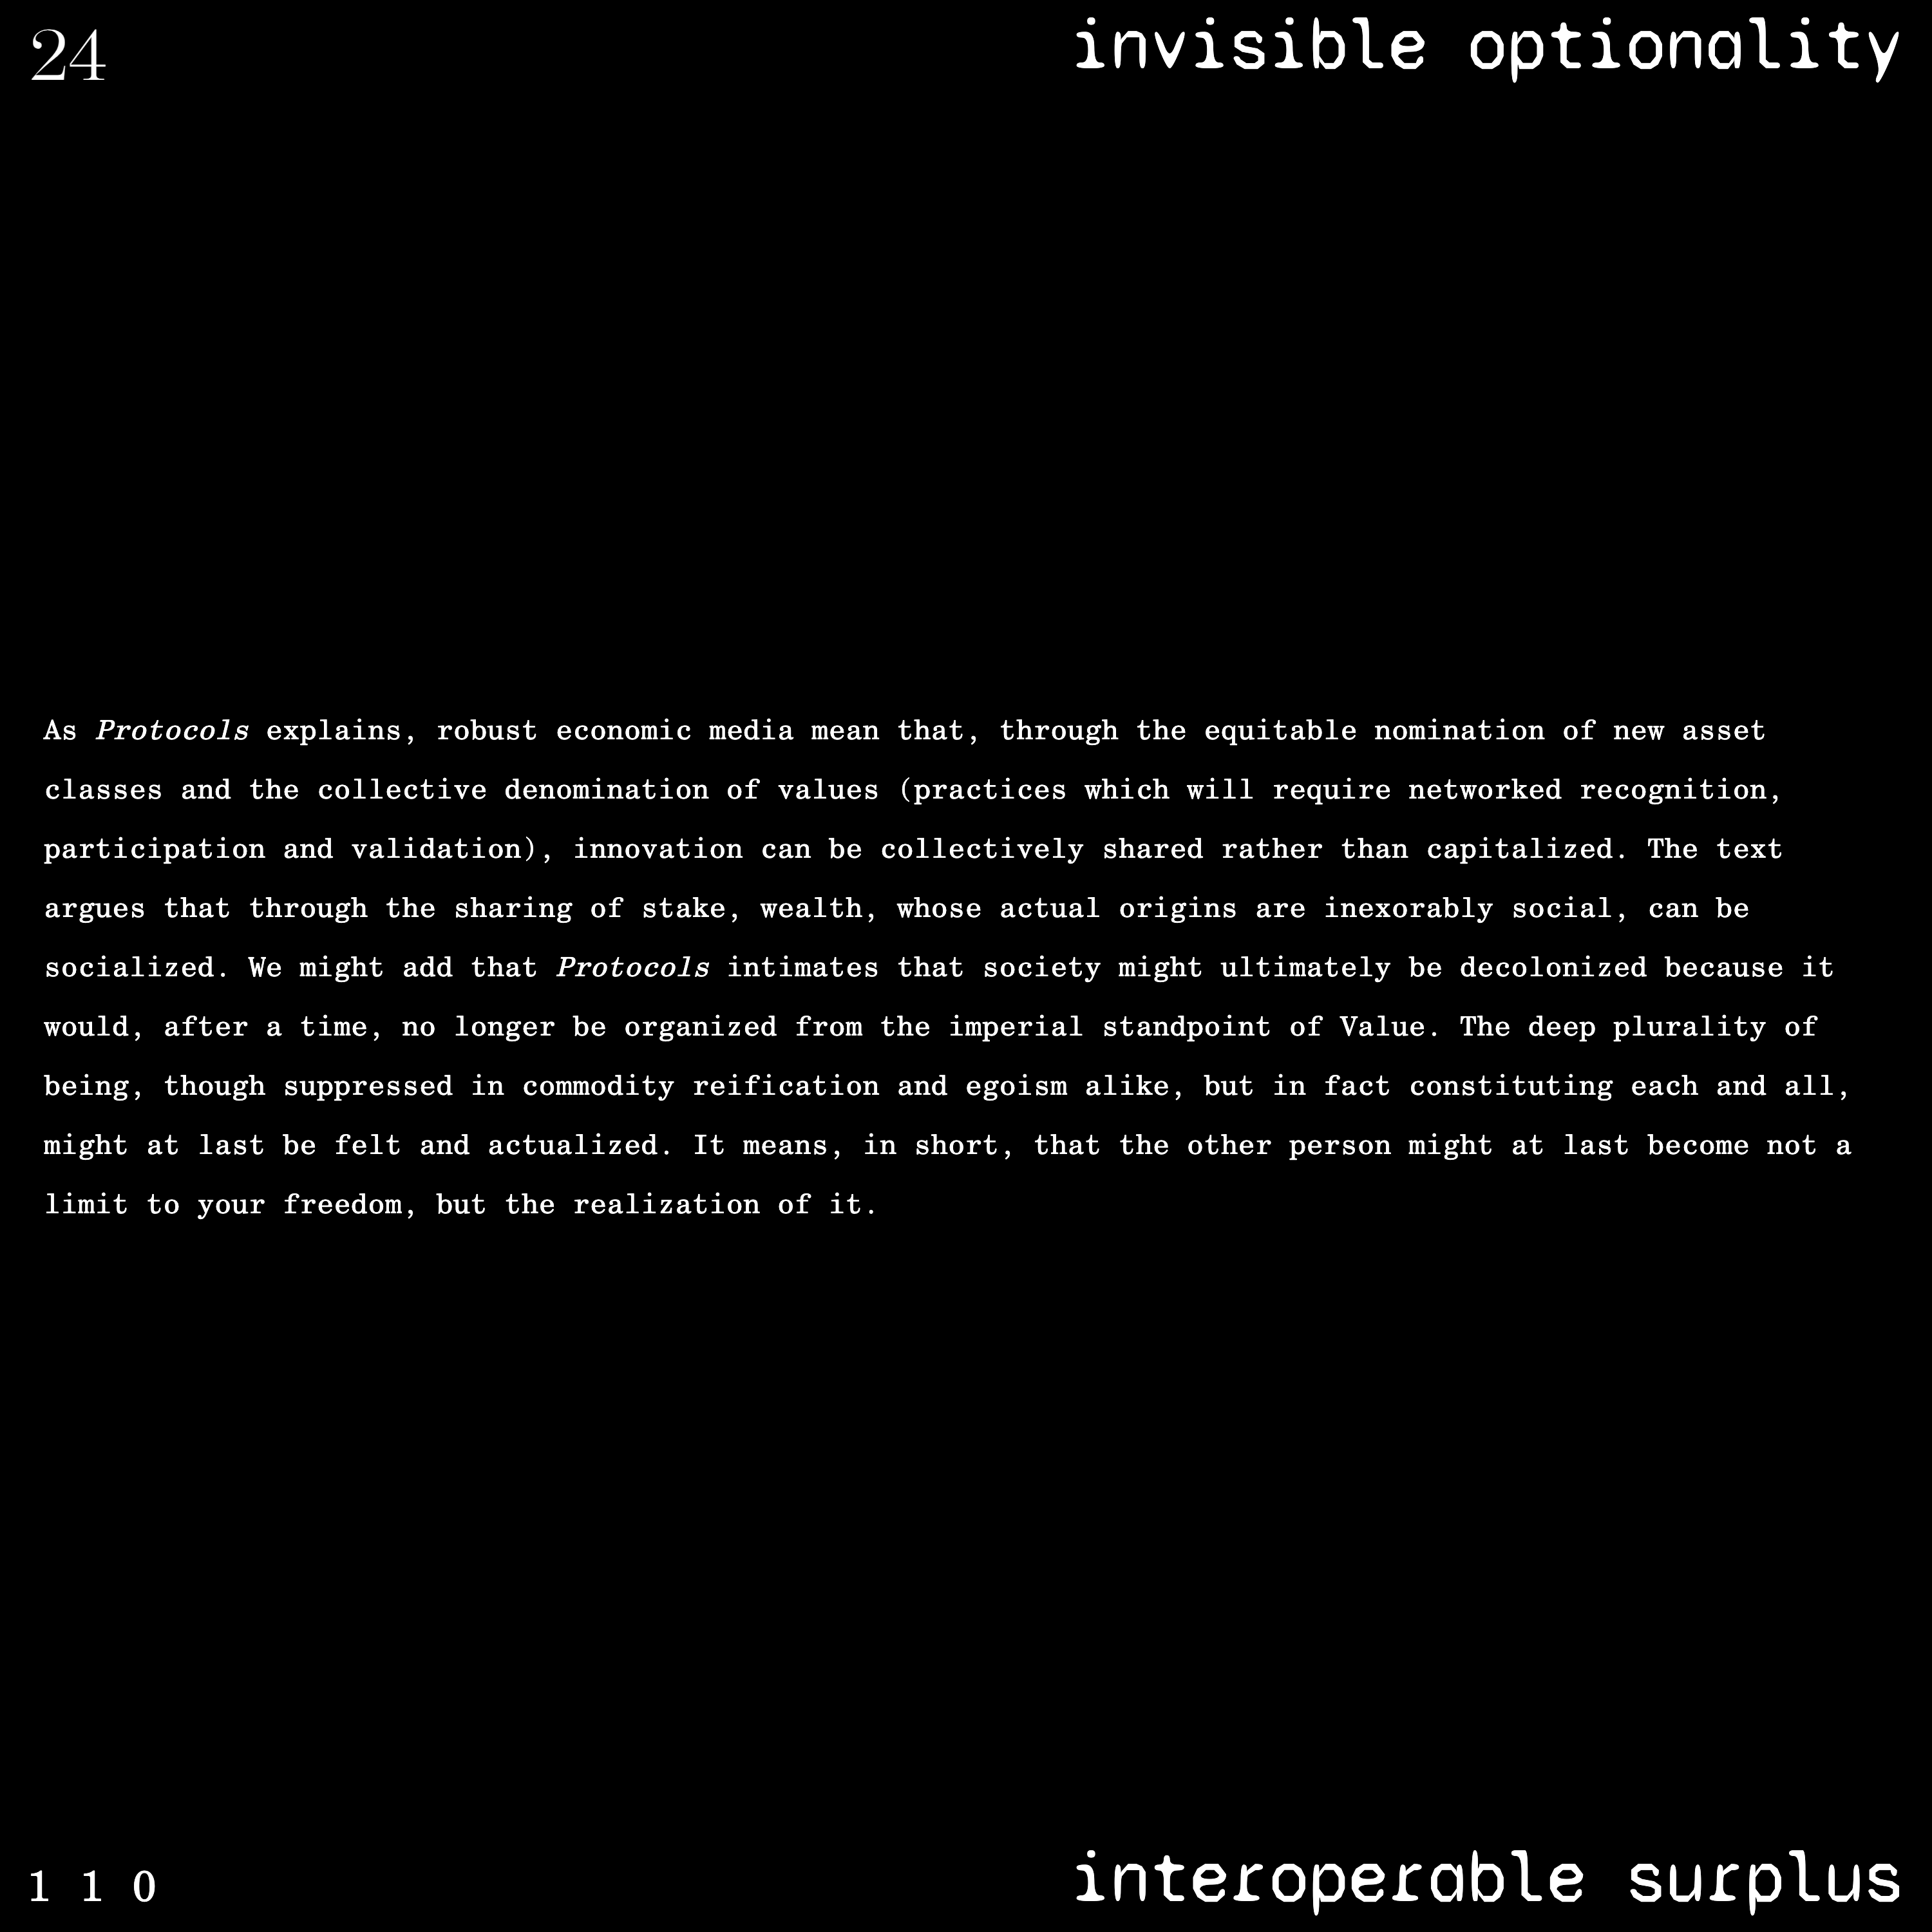 24
invisible optionality
As Protocols explains, robust economic media mean that, through the equitable nomination of new asset
classes and the collective denomination of values (practices which will require networked recognition,
participation and validation), innovation can be collectively shared rather than capitalized. The text
argues that through the sharing of stake, wealth, whose actual origins are inexorably social, can be
socialized. We might add that Protocols intimates that society might ultimately be decolonized because it
would, after a time, no longer be organized from the imperial standpoint of Value. The deep plurality of
being, though suppressed in commodity reification and egoism alike, but in fact constituting each and all,
might at last be felt and actualized. It means, in short, that the other person might at last become not a
limit to your freedom, but the realization of it.
1 1 0
interoperable surplus